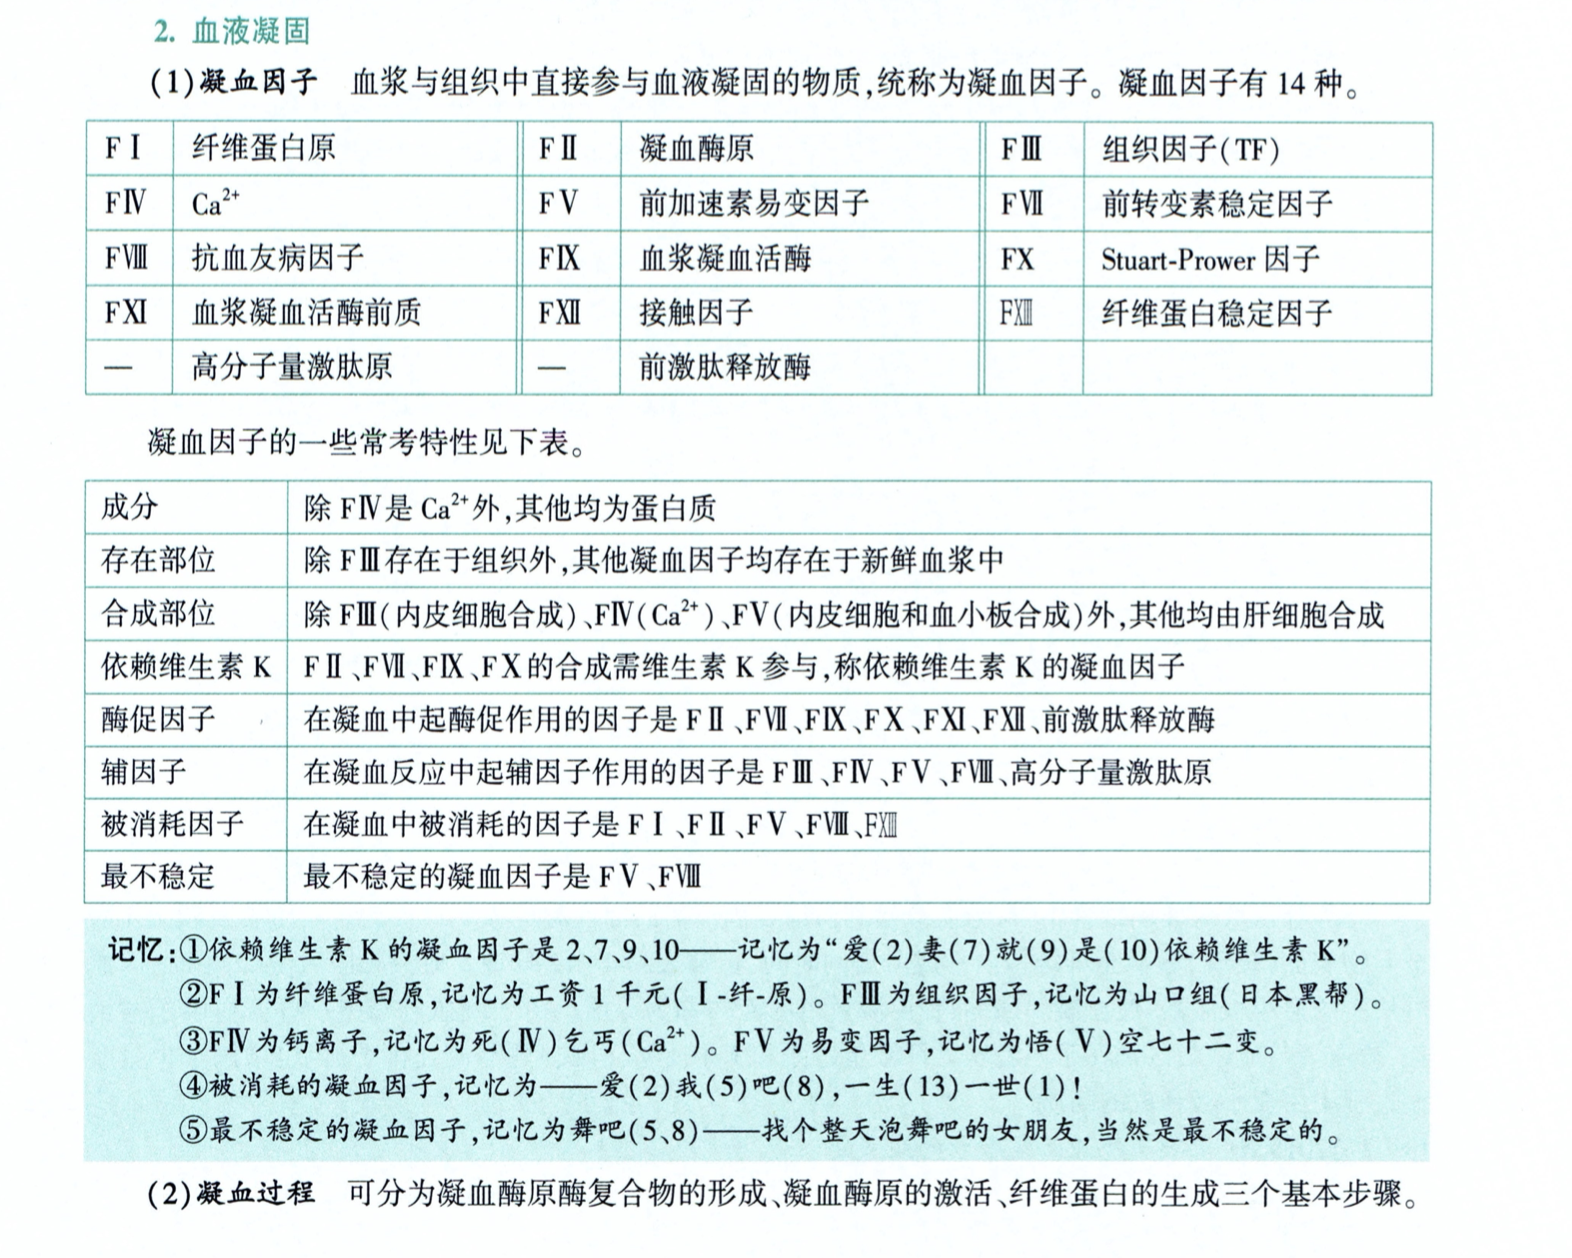 2. 血液凝固
(1)凝血因子 血浆与组织中直接参与血液凝固的物质,统称为凝血因子。凝血因子有 14 种。
FⅠ 纤维蛋白原 FⅡ 凝血酶原 FⅢ 组织因子(TF)
FⅣ Ca²⁺ FⅤ 前加速素易变因子 FⅦ 前转变素稳定因子
FⅧ 抗血友病因子 FⅨ 血浆凝血活酶 FX Stuart-Prower 因子
FⅪ 血浆凝血活酶前质 FⅫ 接触因子 FⅩⅢ 纤维蛋白稳定因子
— 高分子量激肽原 — 前激肽释放酶
凝血因子的一些常考特性见下表。
成分 除 FⅣ是 Ca²⁺外,其他均为蛋白质
存在部位 除 FⅢ存在于组织外,其他凝血因子均存在于新鲜血浆中
合成部位 除 FⅢ(内皮细胞合成)、FⅣ(Ca²⁺)、FⅤ(内皮细胞和血小板合成)外,其他均由肝细胞合成
依赖维生素 K FⅡ、FⅦ、FⅨ、FⅩ的合成需维生素 K 参与,称依赖维生素 K 的凝血因子
酶促因子 在凝血中起酶促作用的因子是 FⅡ、FⅦ、FⅨ、FⅩ、FⅪ、FⅫ、前激肽释放酶
辅因子 在凝血反应中起辅因子作用的因子是 FⅢ、FⅣ、FⅤ、FⅧ、高分子量激肽原
被消耗因子 在凝血中被消耗的因子是 FⅠ、FⅡ、FⅤ、FⅧ、FⅩⅢ
最不稳定 最不稳定的凝血因子是 FⅤ、FⅧ
记忆:①依赖维生素 K 的凝血因子是 2、7、9、10——记忆为“爱(2)妻(7)就(9)是(10)依赖维生素 K”。
②FⅠ为纤维蛋白原,记忆为工资 1 千元(Ⅰ-纤-原)。FⅢ为组织因子,记忆为山口组(日本黑帮)。
③FⅣ为钙离子,记忆为死(Ⅳ)乞丐(Ca²⁺)。FⅤ为易变因子,记忆为悟(Ⅴ)空七十二变。
④被消耗的凝血因子,记忆为——爱(2)我(5)吧(8),一生(13)一世(1)!
⑤最不稳定的凝血因子,记忆为舞吧(5、8)——找个整天泡舞吧的女朋友,当然是最不稳定的。
(2)凝血过程 可分为凝血酶原酶复合物的形成、凝血酶原的激活、纤维蛋白的生成三个基本步骤。